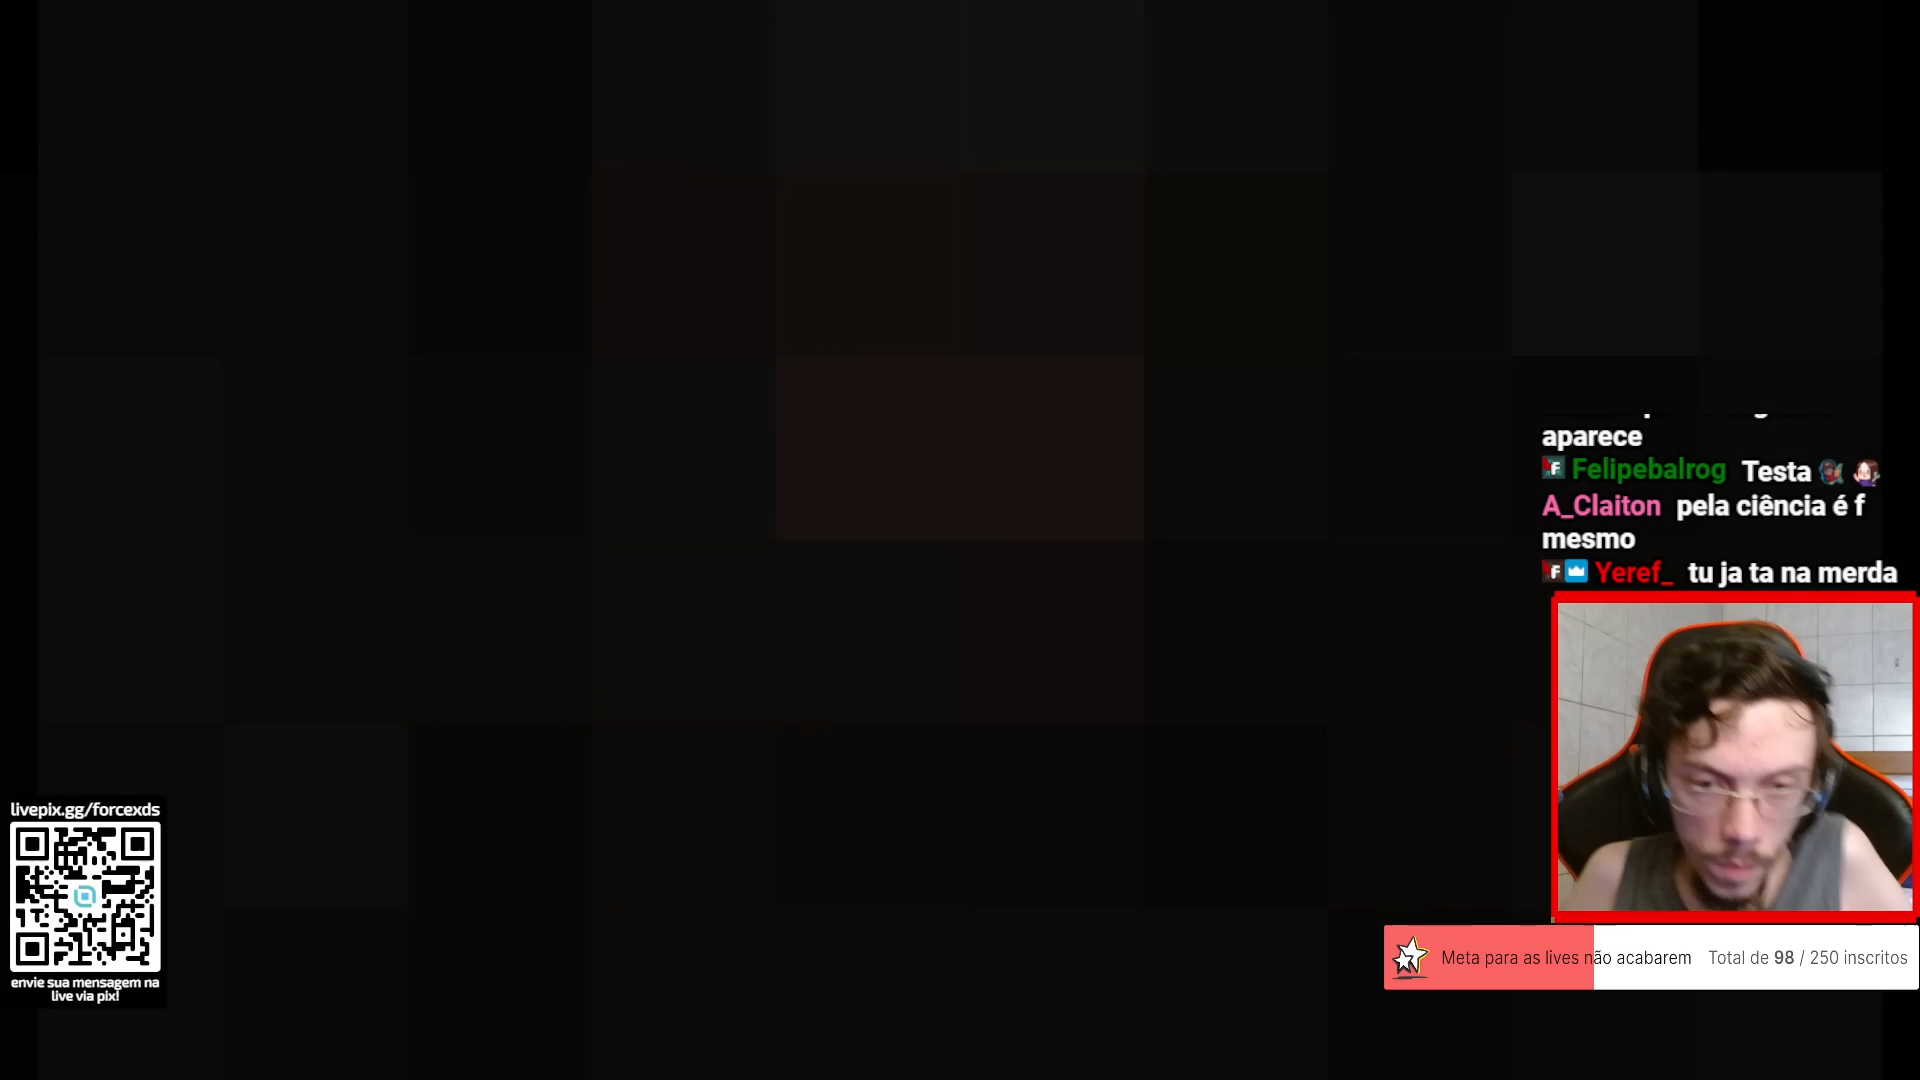 aparece
Felipebalrog Testa
A_Claiton pela ciência é f
mesmo
Yeref_ tu ja ta na merda
livepix.gg/forcexds
envie sua mensagem na
live via pix!
Meta para as lives não acabarem Total de 98 / 250 inscritos